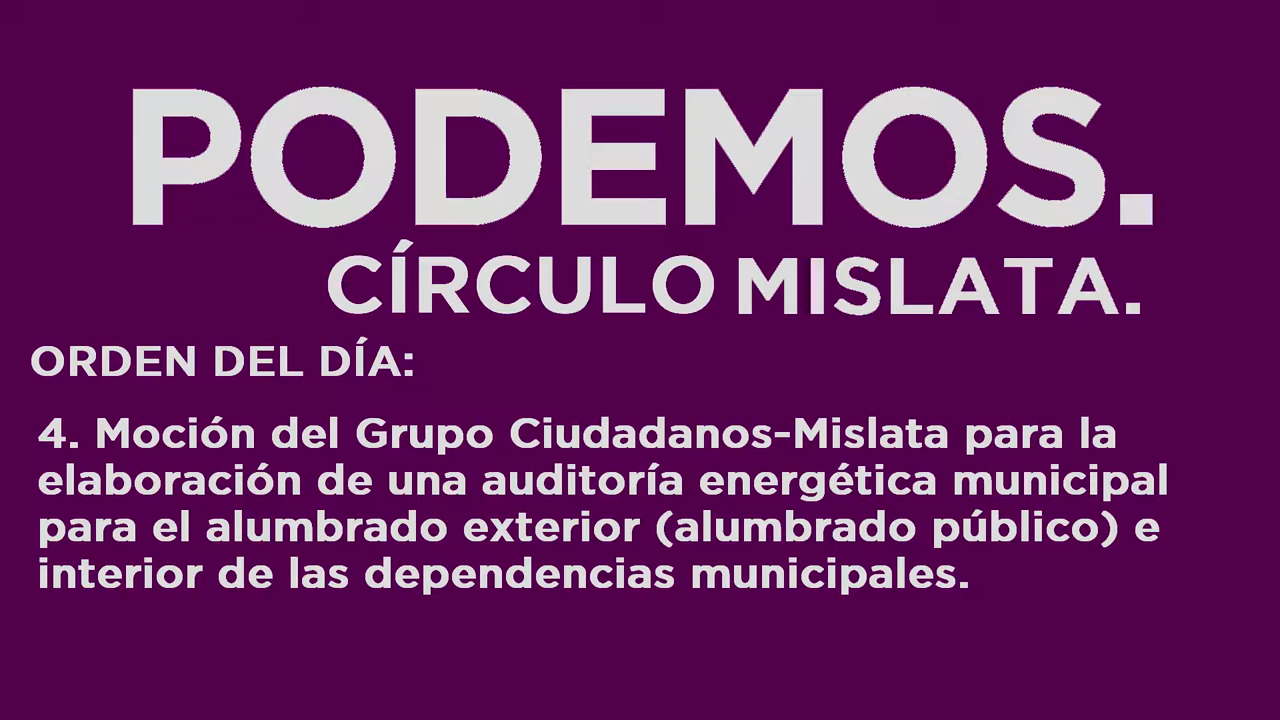 PODEMOS.
CÍRCULO MISLATA.
ORDEN DEL DÍA:
4. Moción del Grupo Ciudadanos-Mislata para la
elaboración de una auditoría energética municipal
para el alumbrado exterior (alumbrado público) e
interior de las dependencias municipales.